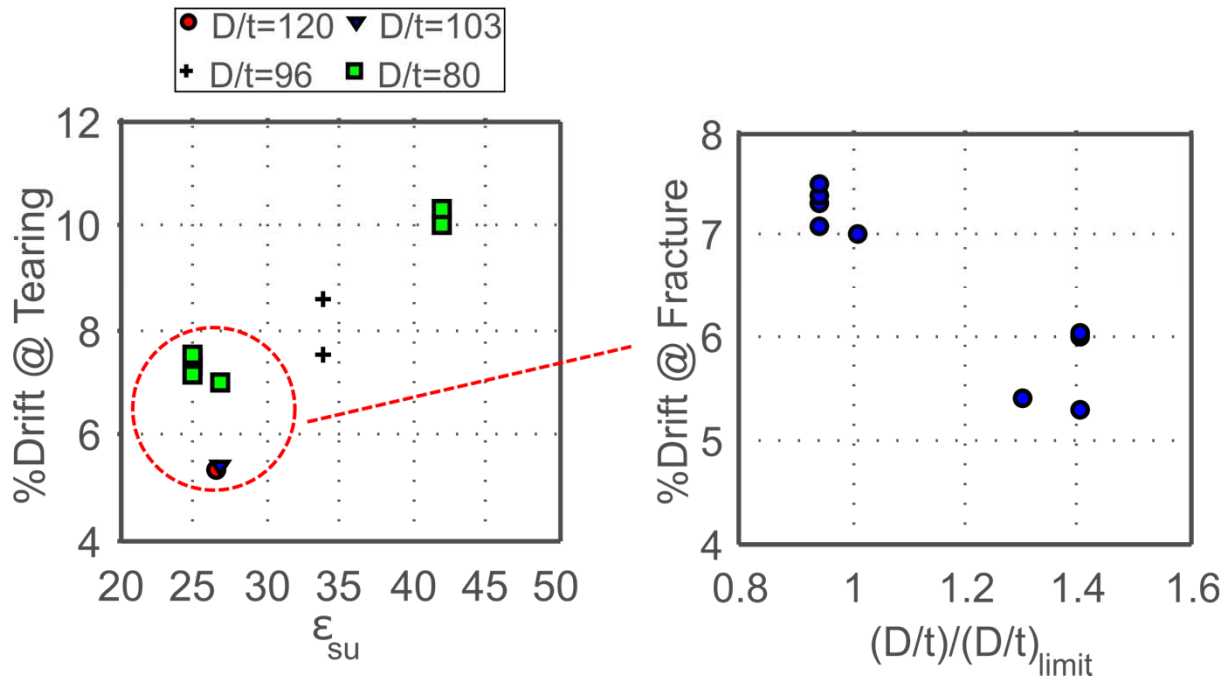 D/t=120 D/t=103
D/t=96 D/t=80
%Drift @ Tearing
12
10
8
6
4
20 25 30 35 40 45 50
εsu
%Drift @ Fracture
8
7
6
5
4
0.8 1 1.2 1.4 1.6
(D/t)/(D/t)limit